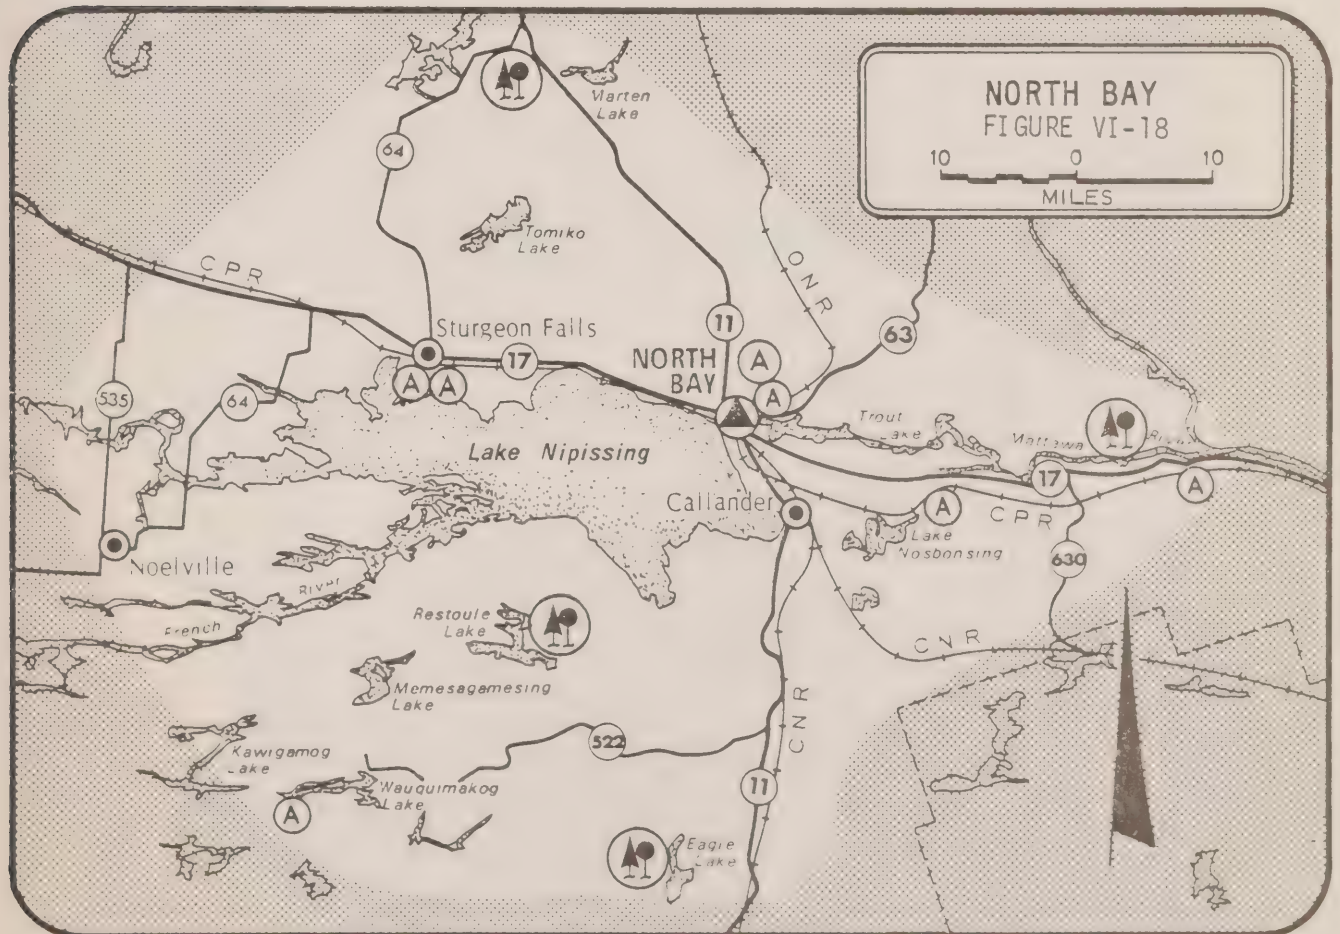 NORTH BAY
FIGURE VI-18
10 0 10
MILES
Marten
Lake
64
Tomiko
Lake
CPR
ONR
Sturgeon Falls
11
63
17
NORTH
BAY
A
A
A A
535
64
Trout
Lake
Mattawa River
Lake Nipissing
17
A
A
Callander
CPR
Lake
Nosbonsing
Noelville
630
River
French
Restoule
Lake
CNR
Memesagamesing
Lake
CNR
522
Kawigamog
Lake
Wauquimakog
Lake
11
A
Eagle
Lake